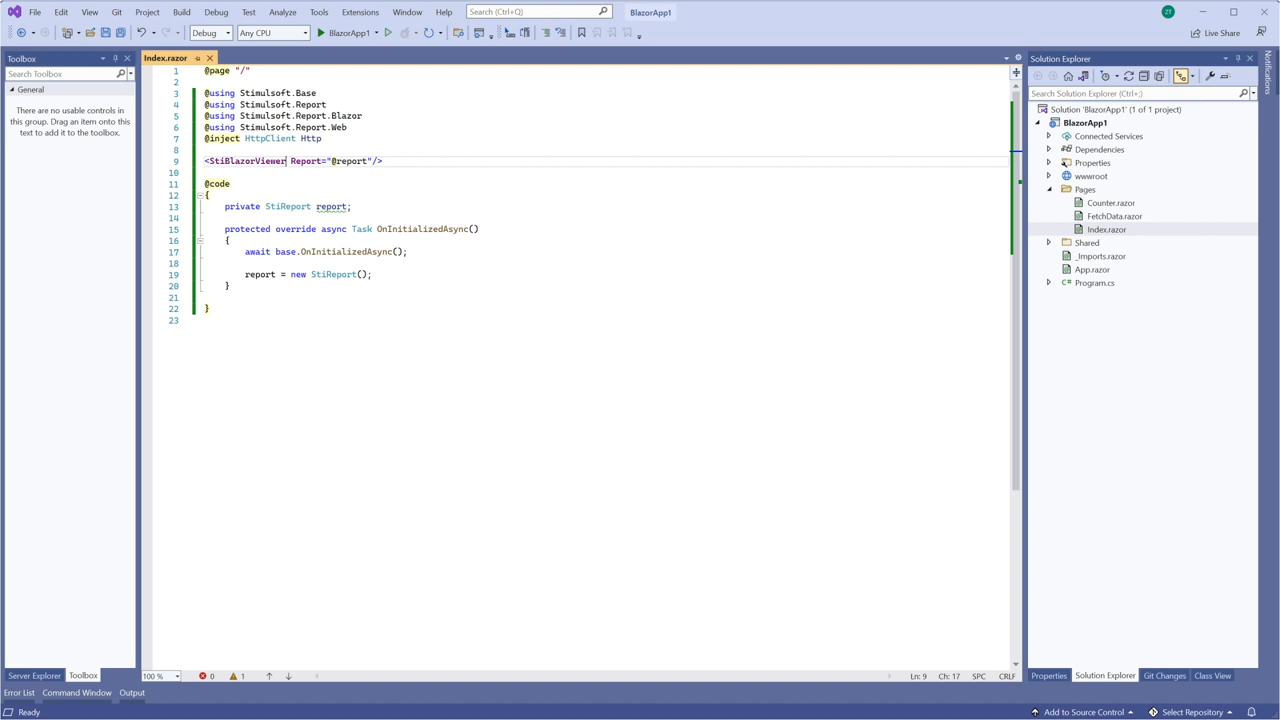 File Edit View Git Project Build Debug Test Analyze Tools Extensions Window Help Search (Ctrl+Q) BlazorApp1 ZT
Debug Any CPU BlazorApp1 Live Share
Toolbox
Search Toolbox
General
There are no usable controls in
this group. Drag an item onto this
text to add it to the toolbox.
Index.razor
1 @page "/"
2
3 @using Stimulsoft.Base
4 @using Stimulsoft.Report
5 @using Stimulsoft.Report.Blazor
6 @using Stimulsoft.Report.Web
7 @inject HttpClient Http
8
9 <StiBlazorViewer Report="@report"/>
10
11 @code
12 {
13 private StiReport report;
14
15 protected override async Task OnInitializedAsync()
16 {
17 await base.OnInitializedAsync();
18
19 report = new StiReport();
20 }
21
22 }
23
Solution Explorer
Search Solution Explorer (Ctrl+;)
Solution 'BlazorApp1' (1 of 1 project)
BlazorApp1
Connected Services
Dependencies
Properties
wwwroot
Pages
Counter.razor
FetchData.razor
Index.razor
Shared
_Imports.razor
App.razor
Program.cs
Notifications
Server Explorer Toolbox
100 % 0 1 Ln: 9 Ch: 17 SPC CRLF
Properties Solution Explorer Git Changes Class View
Error List Command Window Output
Ready Add to Source Control Select Repository